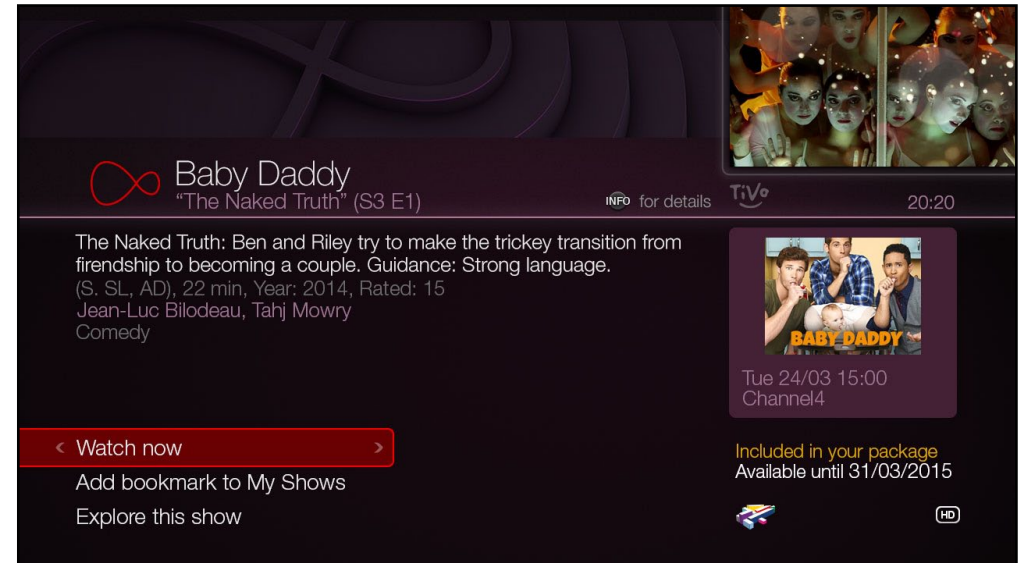 Baby Daddy
“The Naked Truth” (S3 E1)
INFO for details
TiVo
20:20
The Naked Truth: Ben and Riley try to make the trickey transition from
firendship to becoming a couple. Guidance: Strong language.
(S. SL, AD), 22 min, Year: 2014, Rated: 15
Jean-Luc Bilodeau, Tahj Mowry
Comedy
BABY DADDY
Tue 24/03 15:00
Channel4
< Watch now >
Add bookmark to My Shows
Explore this show
Included in your package
Available until 31/03/2015
4
HD